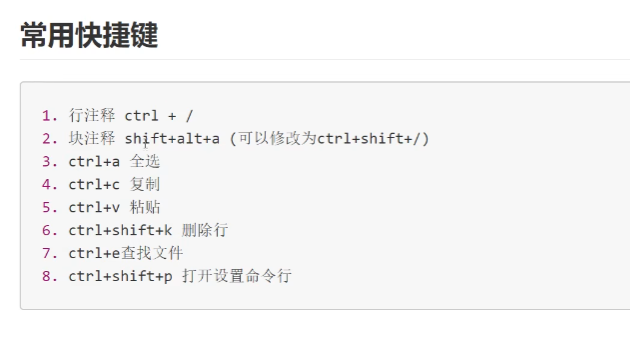 常用快捷键
1. 行注释 ctrl + /
2. 块注释 shift+alt+a (可以修改为ctrl+shift+/)
3. ctrl+a 全选
4. ctrl+c 复制
5. ctrl+v 粘贴
6. ctrl+shift+k 删除行
7. ctrl+e查找文件
8. ctrl+shift+p 打开设置命令行